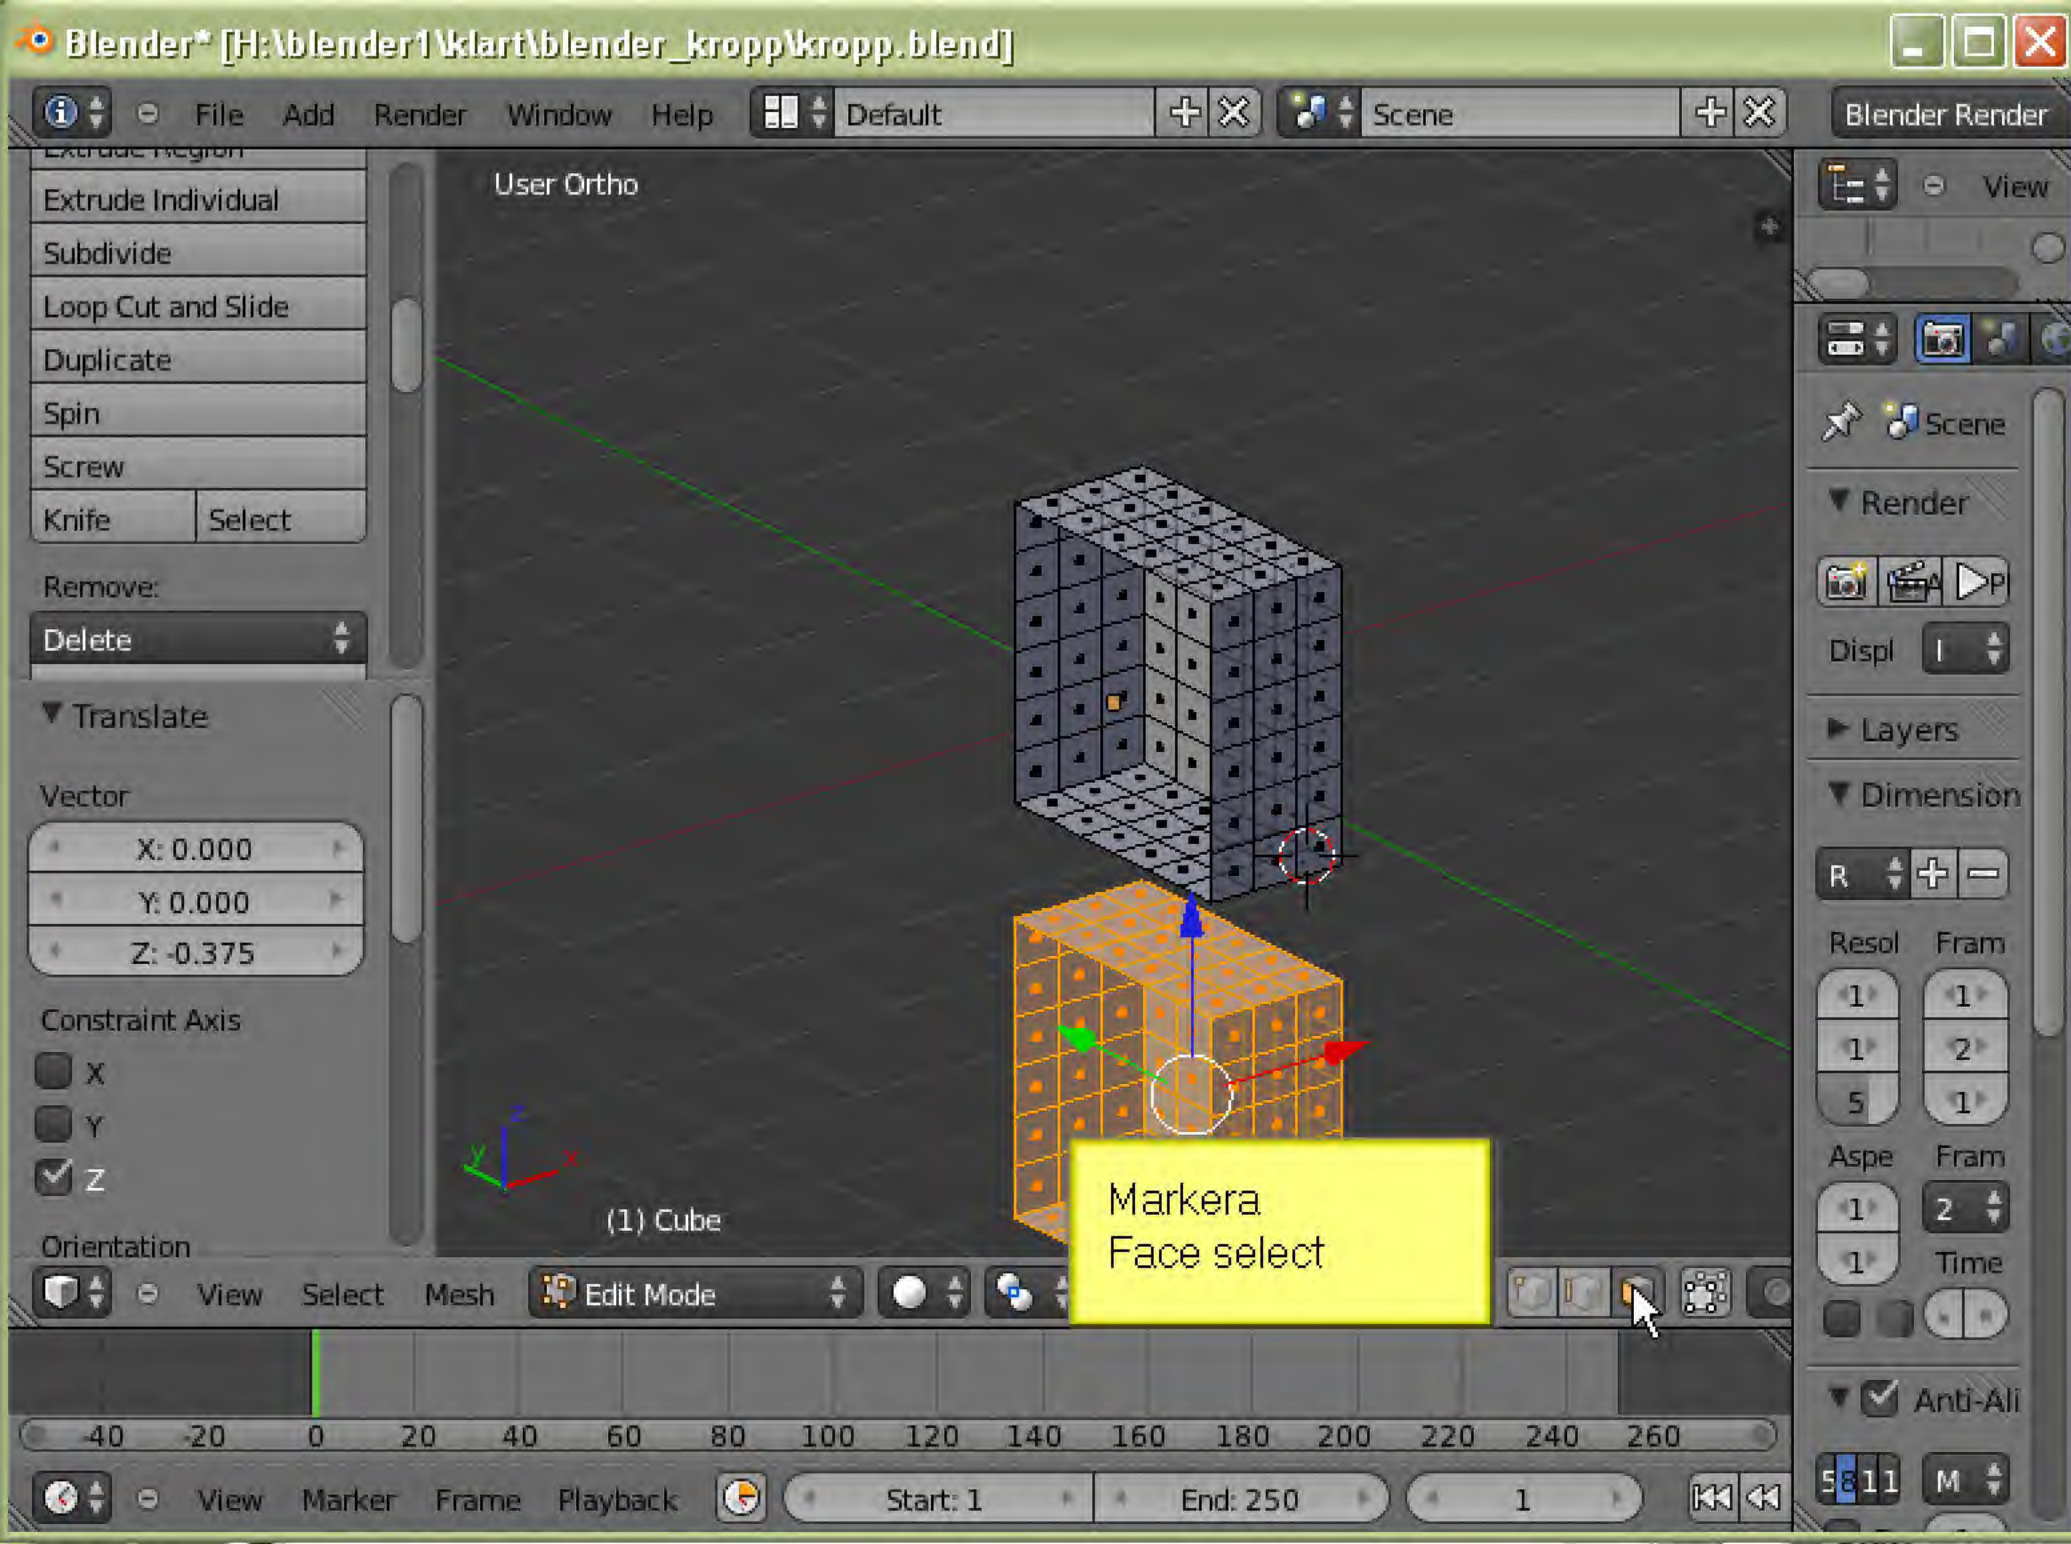 Blender* [H:\blender1\klart\blender_kropp\kropp.blend]
File Add Render Window Help Default Scene Blender Render
Extrude Region
Extrude Individual
Subdivide
Loop Cut and Slide
Duplicate
Spin
Screw
Knife Select
Remove:
Delete
Translate
Vector
X: 0.000
Y: 0.000
Z: -0.375
Constraint Axis
X
Y
Z
Orientation
User Ortho
z
y x
(1) Cube
Markera
Face select
View Select Mesh Edit Mode
-40 -20 0 20 40 60 80 100 120 140 160 180 200 220 240 260
View Marker Frame Playback Start: 1 End: 250 1
View
Scene
Render
A P
Displ I
Layers
Dimension
R
Resol Fram
1 1
1 2
5 1
Aspe Fram
1 2
1 Time
Anti-Ali
5 8 11 M